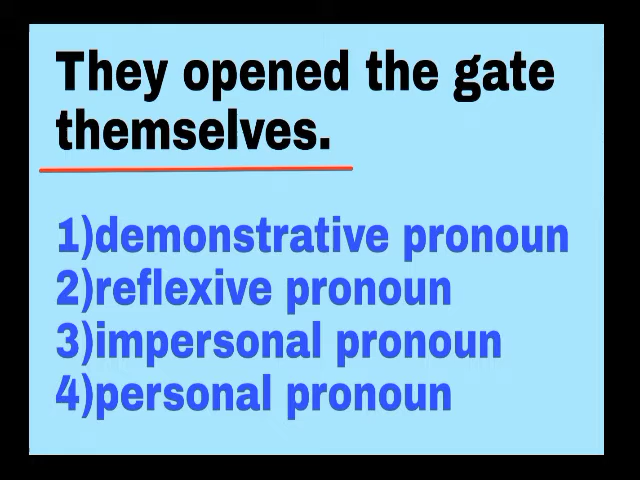 They opened the gate
themselves.
1)demonstrative pronoun
2)reflexive pronoun
3)impersonal pronoun
4)personal pronoun